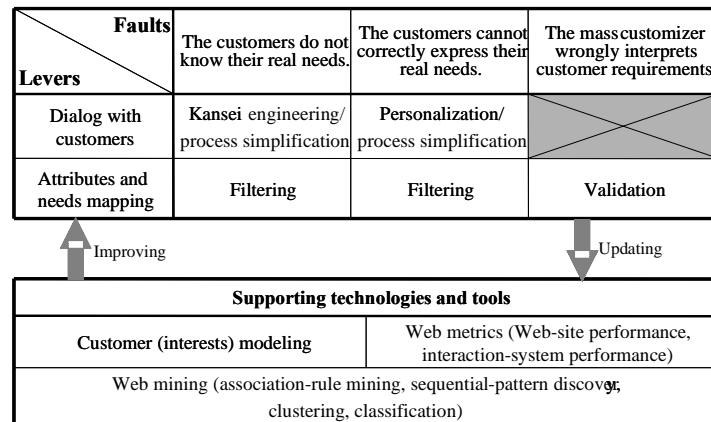 Faults
Levers
The customers do not
know their real needs.
The customers cannot
correctly express their
real needs.
The mass customizer
wrongly interprets
customer requirements.
Dialog with
customers
Kansei engineering/
process simplification
Personalization/
process simplification
Attributes and
needs mapping
Filtering
Filtering
Validation
Improving
Updating
Supporting technologies and tools
Customer (interests) modeling
Web metrics (Web-site performance,
interaction-system performance)
Web mining (association-rule mining, sequential-pattern discovery,
clustering, classification)